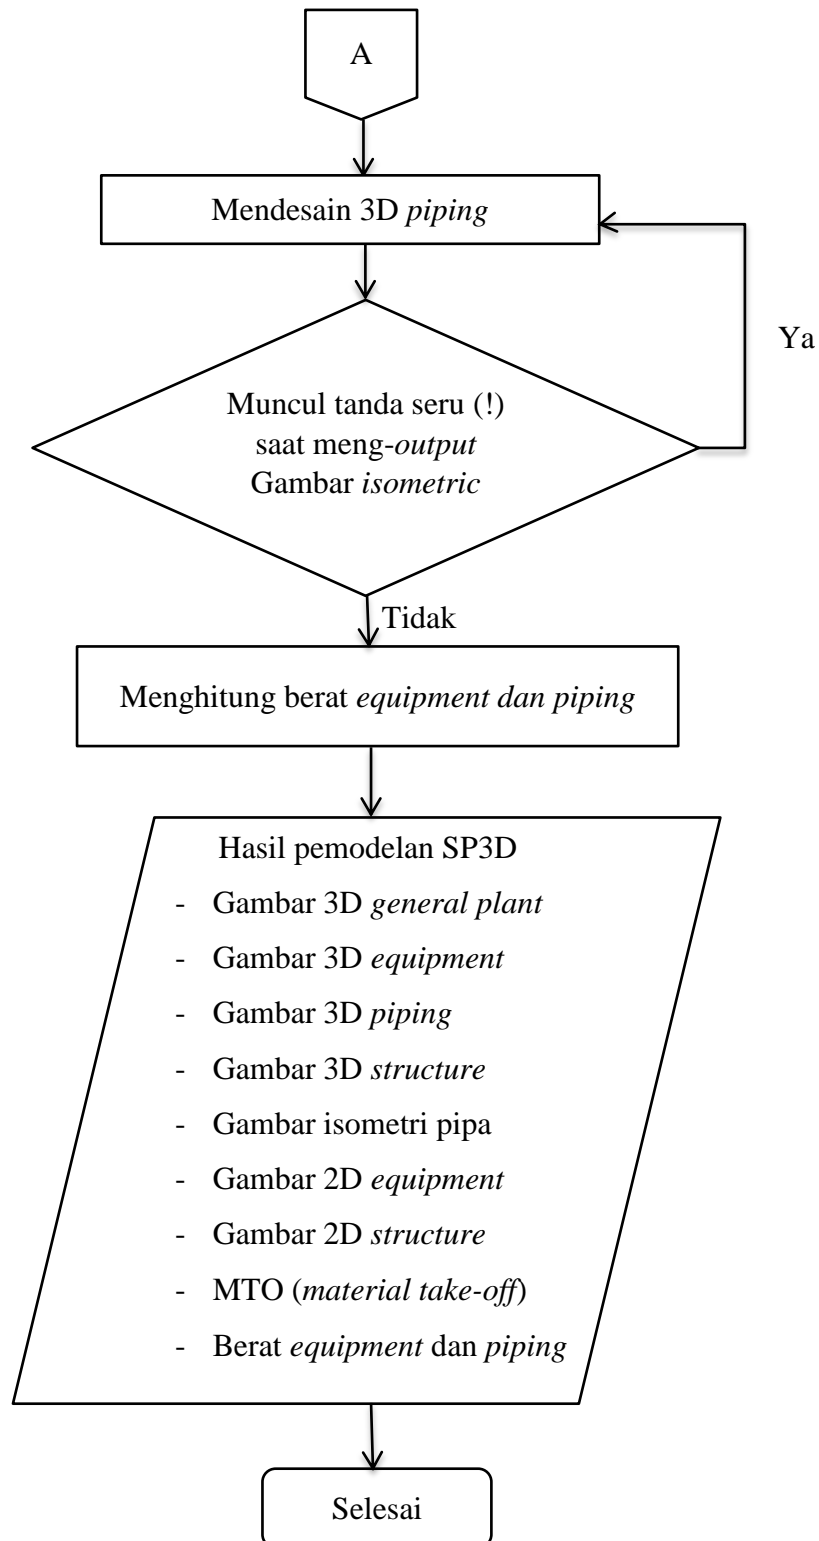 A
Mendesain 3D piping
Ya
Muncul tanda seru (!)
saat meng-output
Gambar isometric
Tidak
Menghitung berat equipment dan piping
Hasil pemodelan SP3D
- Gambar 3D general plant
- Gambar 3D equipment
- Gambar 3D piping
- Gambar 3D structure
- Gambar isometri pipa
- Gambar 2D equipment
- Gambar 2D structure
- MTO (material take-off)
- Berat equipment dan piping
Selesai